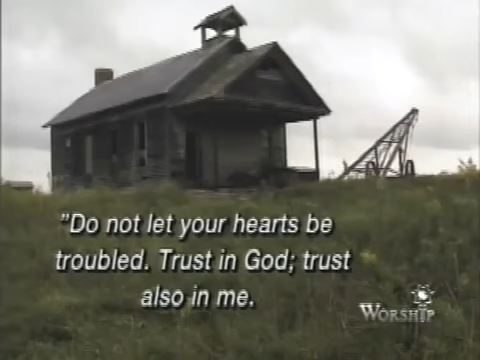 "Do not let your hearts be
troubled. Trust in God; trust
also in me.
WORSHIP